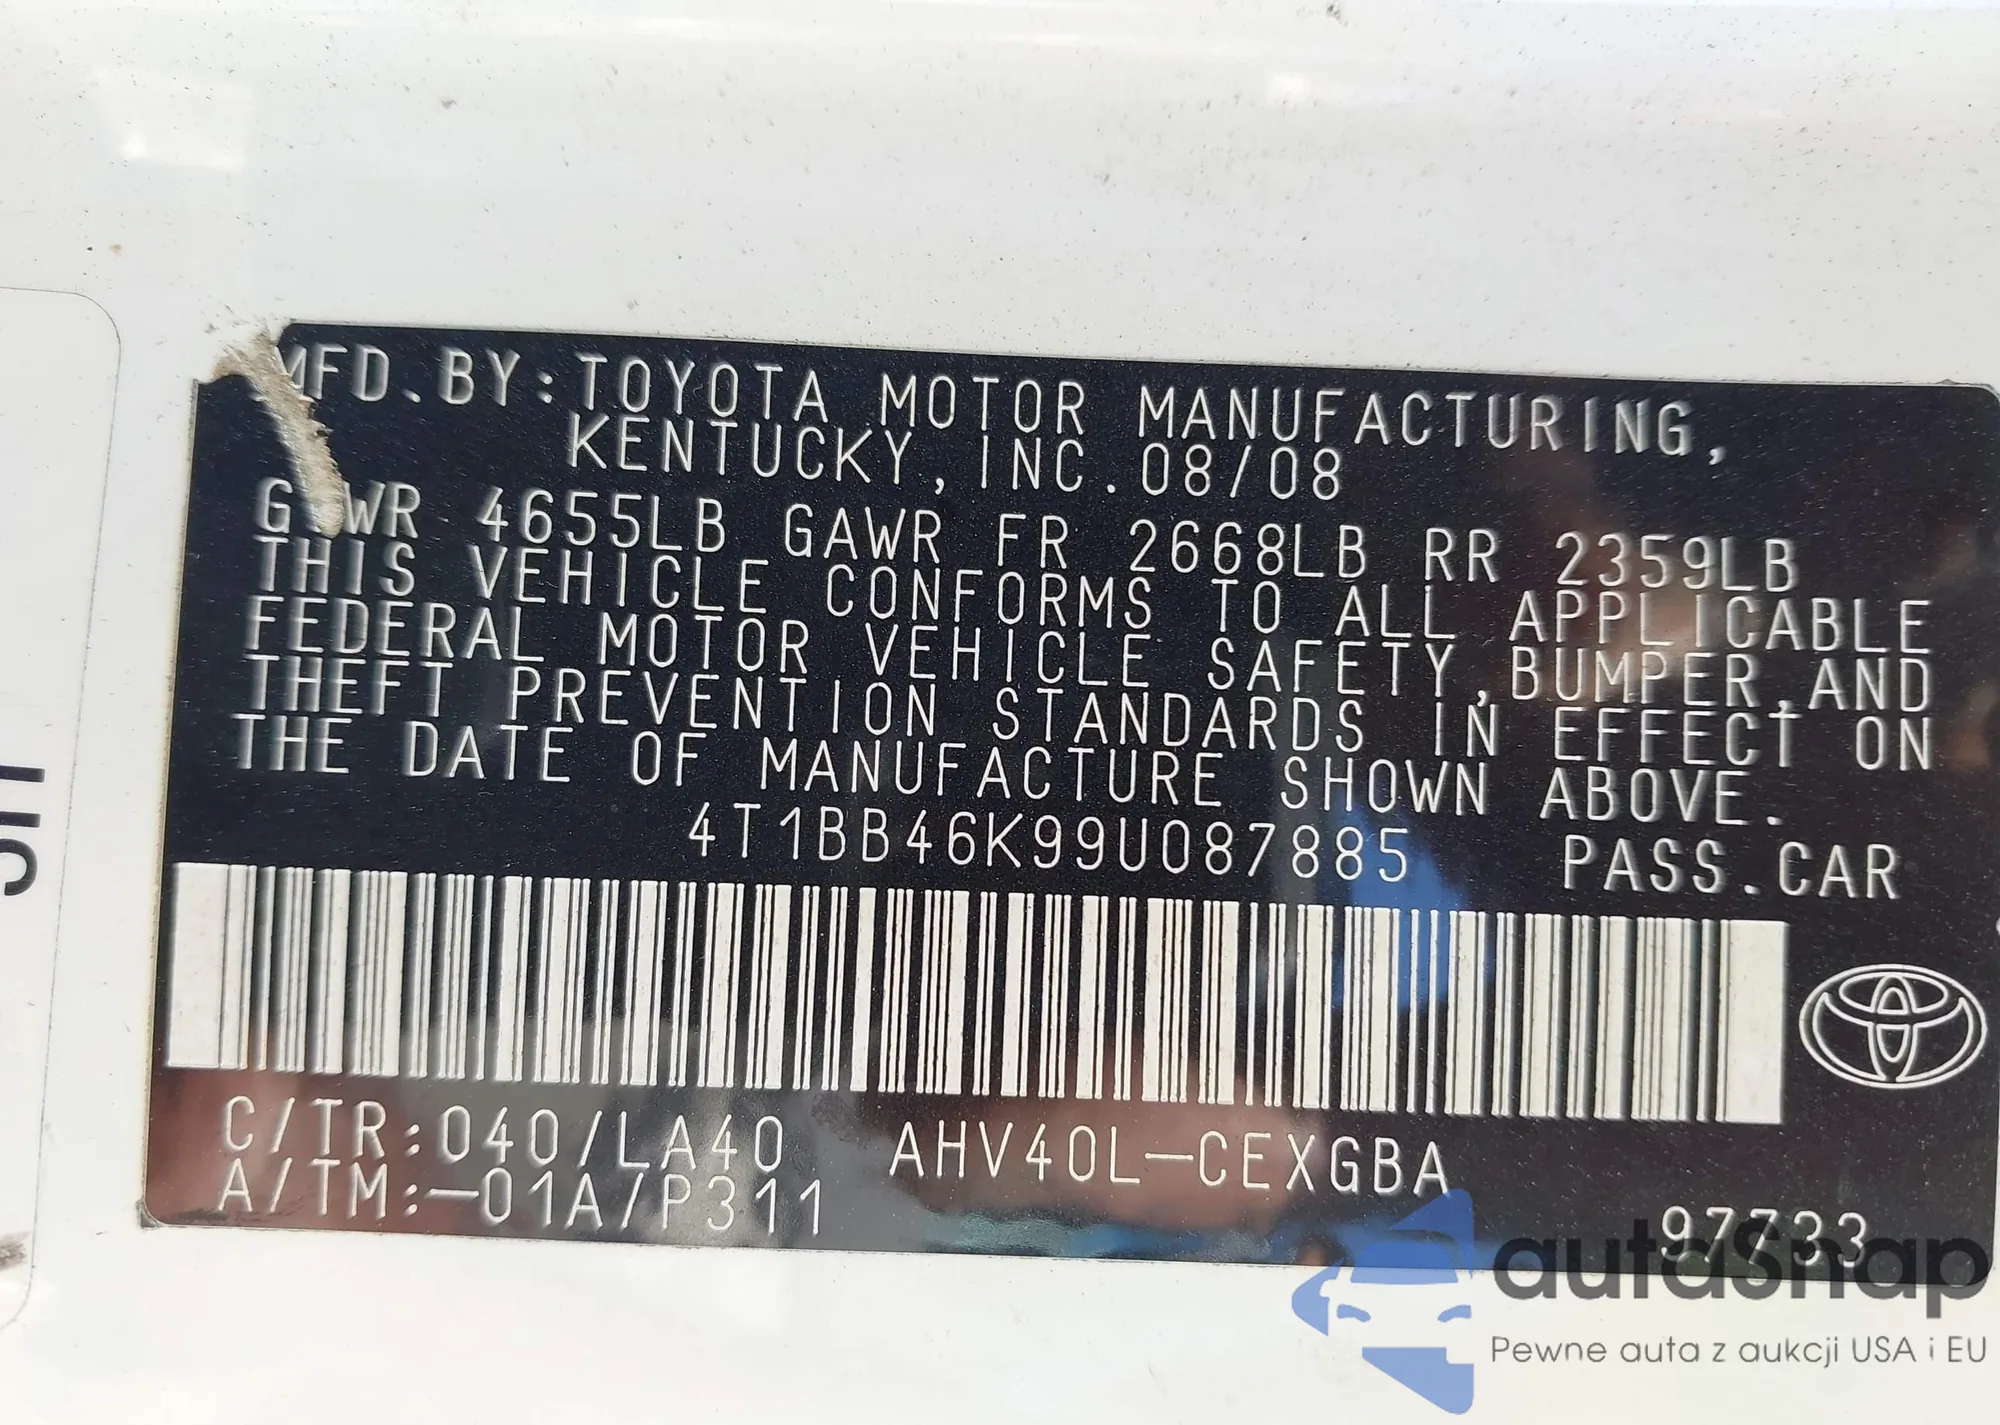 MFD.BY:TOYOTA MOTOR MANUFACTURING,
KENTUCKY,INC.08/08
GVWR 4655LB GAWR FR 2668LB RR 2359LB
THIS VEHICLE CONFORMS TO ALL APPLICABLE
FEDERAL MOTOR VEHICLE SAFETY,BUMPER,AND
THEFT PREVENTION STANDARDS IN EFFECT ON
THE DATE OF MANUFACTURE SHOWN ABOVE.
4T1BB46K99U087885 PASS.CAR
C/TR:040/LA40 AHV40L-CEXGBA
A/TM:-01A/P311
97733
autaSnap
Pewne auta z aukcji USA i EU